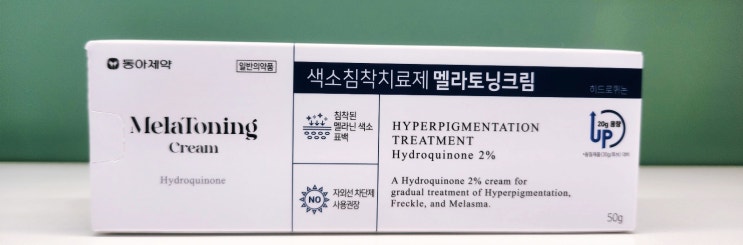 동아제약
일반의약품
MelaToning
Cream
Hydroquinone
색소침착치료제 멜라토닝크림
히드로퀴논
침착된
멜라닌 색소
표백
NO
자외선 차단제
사용권장
HYPERPIGMENTATION
TREATMENT
Hydroquinone 2%
A Hydroquinone 2% cream for
gradual treatment of Hyperpigmentation,
Freckle, and Melasma.
20g 용량
UP
50g